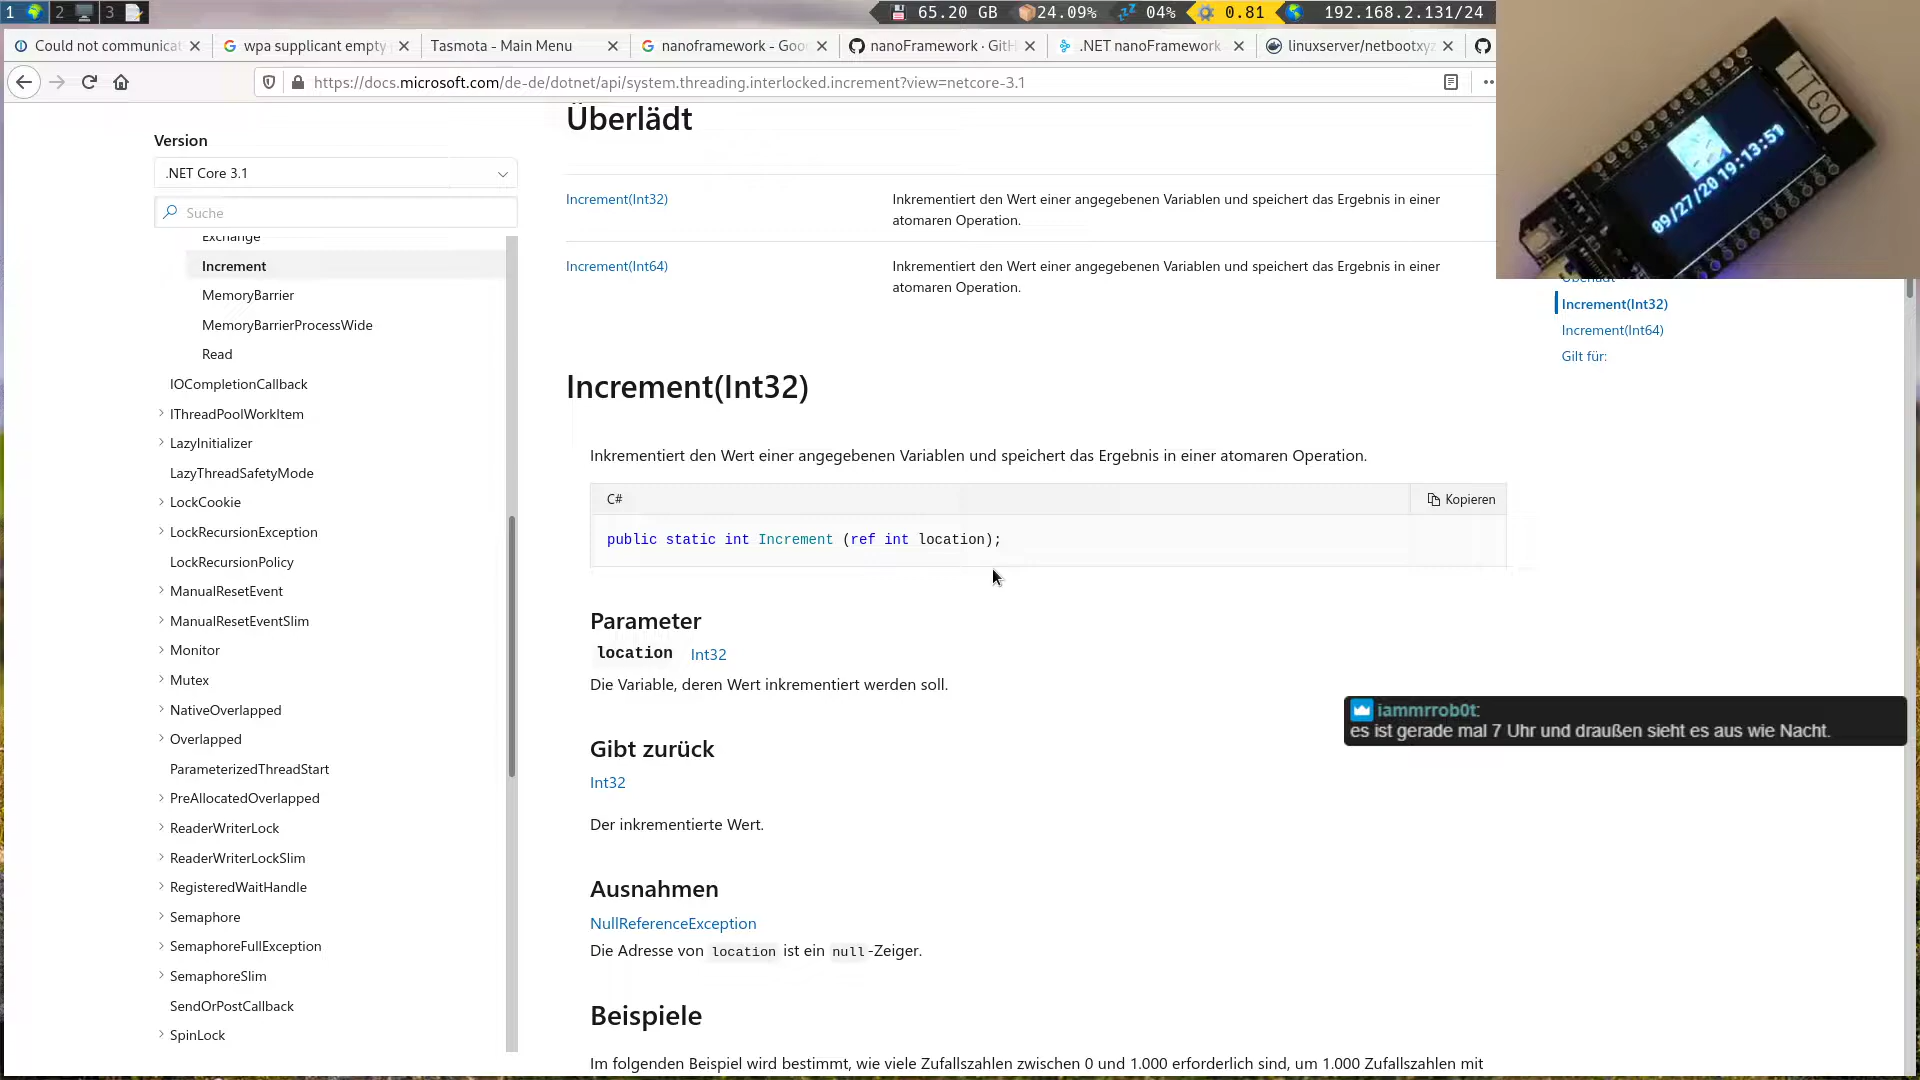 1 2 3 65.20 GB 24.09% 04% 0.81 192.168.2.131/24
Could not communicat
wpa supplicant empty
Tasmota - Main Menu
nanoframework - Goo
nanoFramework · GitH
.NET nanoFramework
linuxserver/netbootxyz
https://docs.microsoft.com/de-de/dotnet/api/system.threading.interlocked.increment?view=netcore-3.1
TTGO
09/27/20 19:13:51
Version
.NET Core 3.1
Suche
Exchange
Increment
MemoryBarrier
MemoryBarrierProcessWide
Read
IOCompletionCallback
IThreadPoolWorkItem
LazyInitializer
LazyThreadSafetyMode
LockCookie
LockRecursionException
LockRecursionPolicy
ManualResetEvent
ManualResetEventSlim
Monitor
Mutex
NativeOverlapped
Overlapped
ParameterizedThreadStart
PreAllocatedOverlapped
ReaderWriterLock
ReaderWriterLockSlim
RegisteredWaitHandle
Semaphore
SemaphoreFullException
SemaphoreSlim
SendOrPostCallback
SpinLock
Überlädt
Increment(Int32) Inkrementiert den Wert einer angegebenen Variablen und speichert das Ergebnis in einer
atomaren Operation.
Increment(Int64) Inkrementiert den Wert einer angegebenen Variablen und speichert das Ergebnis in einer
atomaren Operation.
Increment(Int32)
Inkrementiert den Wert einer angegebenen Variablen und speichert das Ergebnis in einer atomaren Operation.
C# Kopieren
public static int Increment (ref int location);
Parameter
location Int32
Die Variable, deren Wert inkrementiert werden soll.
Gibt zurück
Int32
Der inkrementierte Wert.
Ausnahmen
NullReferenceException
Die Adresse von location ist ein null-Zeiger.
Beispiele
Im folgenden Beispiel wird bestimmt, wie viele Zufallszahlen zwischen 0 und 1.000 erforderlich sind, um 1.000 Zufallszahlen mit
Überlädt
Increment(Int32)
Increment(Int64)
Gilt für:
iammrrob0t:
es ist gerade mal 7 Uhr und draußen sieht es aus wie Nacht.